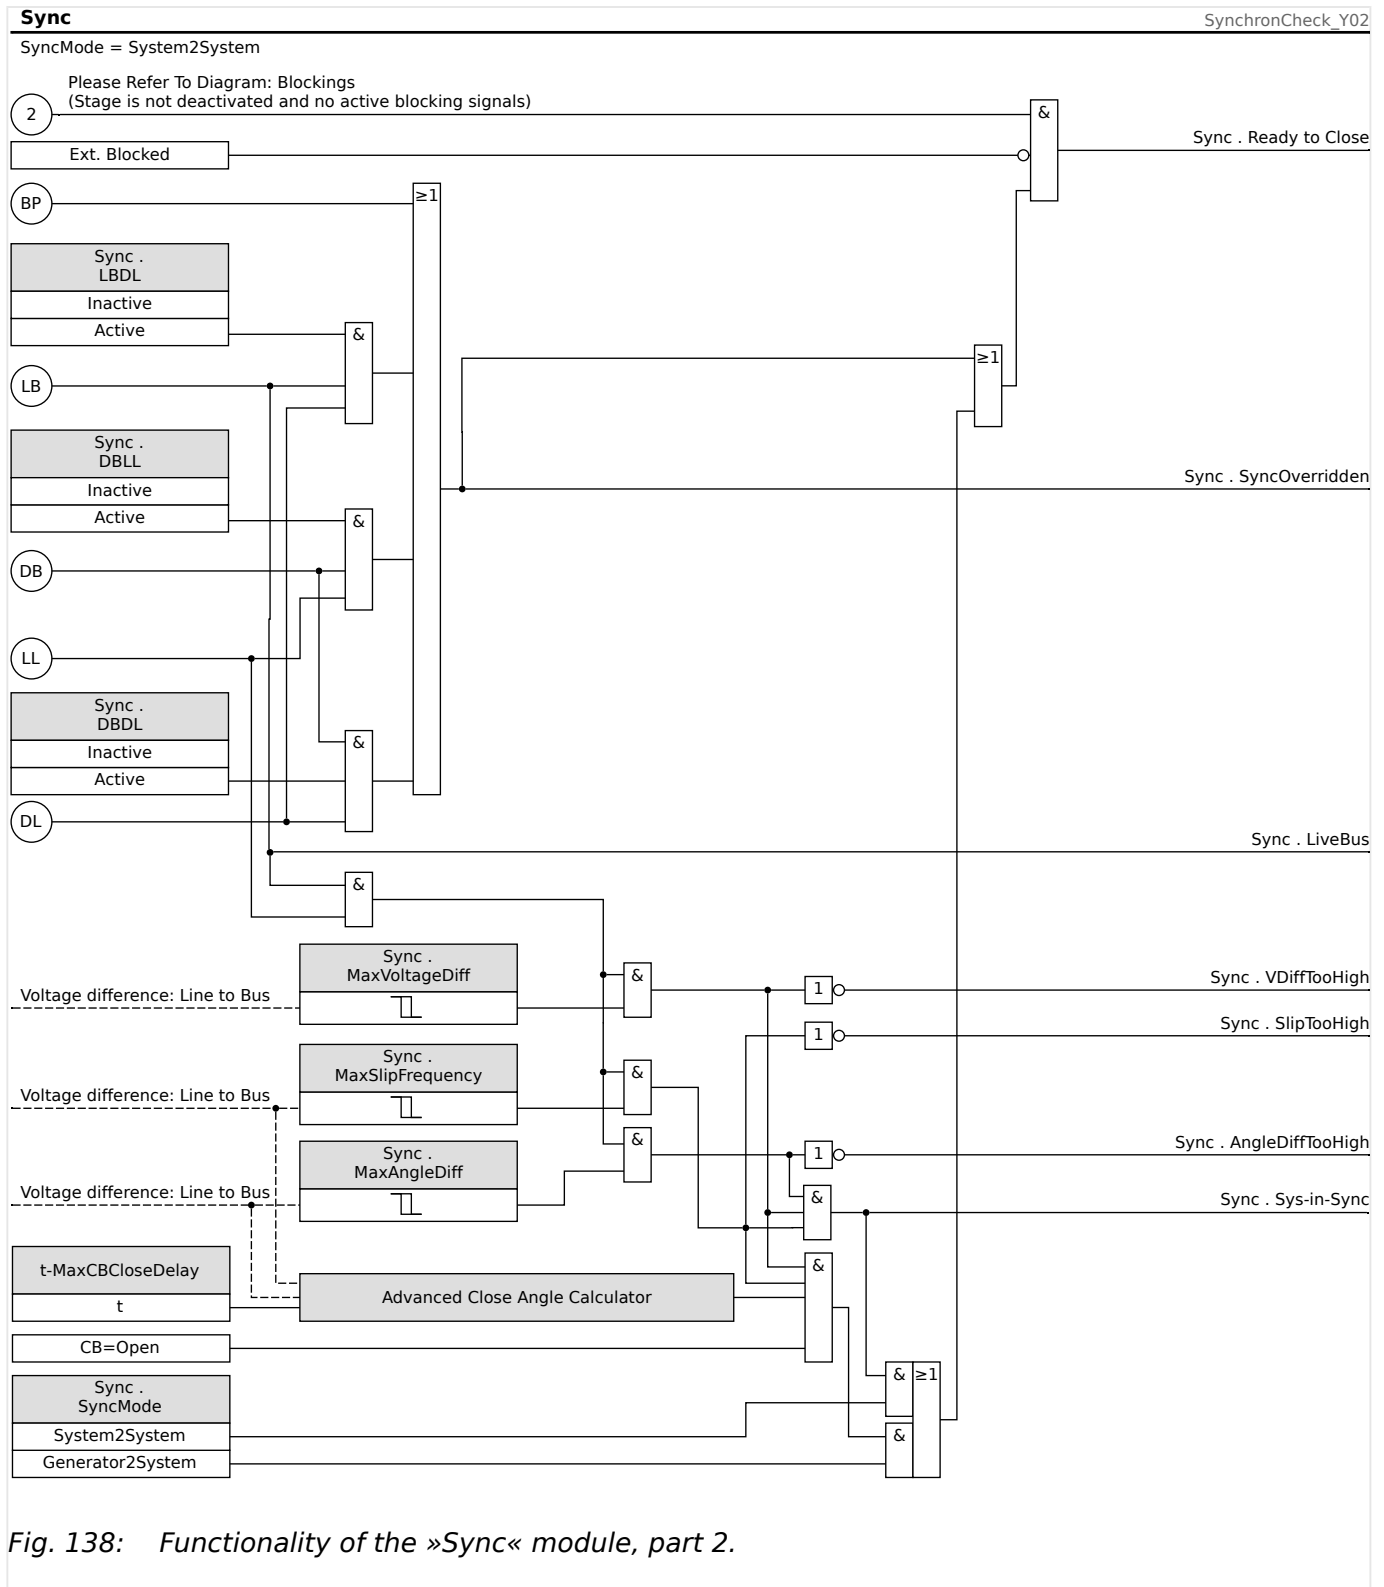 Sync
SynchronCheck_Y02
SyncMode = System2System
Please Refer To Diagram: Blockings
(Stage is not deactivated and no active blocking signals)
2
&
Sync . Ready to Close
Ext. Blocked
BP
≥1
Sync .
LBDL
Inactive
Active
&
≥1
LB
Sync .
DBLL
Inactive
Active
&
Sync . SyncOverridden
DB
LL
Sync .
DBDL
Inactive
Active
&
DL
Sync . LiveBus
&
Sync .
MaxVoltageDiff
Voltage difference: Line to Bus
&
1
Sync . VDiffTooHigh
1
Sync . SlipTooHigh
Sync .
MaxSlipFrequency
Voltage difference: Line to Bus
&
Sync .
MaxAngleDiff
Voltage difference: Line to Bus
&
1
Sync . AngleDiffTooHigh
&
Sync . Sys-in-Sync
t-MaxCBCloseDelay
t
Advanced Close Angle Calculator
&
CB=Open
Sync .
SyncMode
System2System
Generator2System
&
≥1
&
Fig. 138: Functionality of the »Sync« module, part 2.